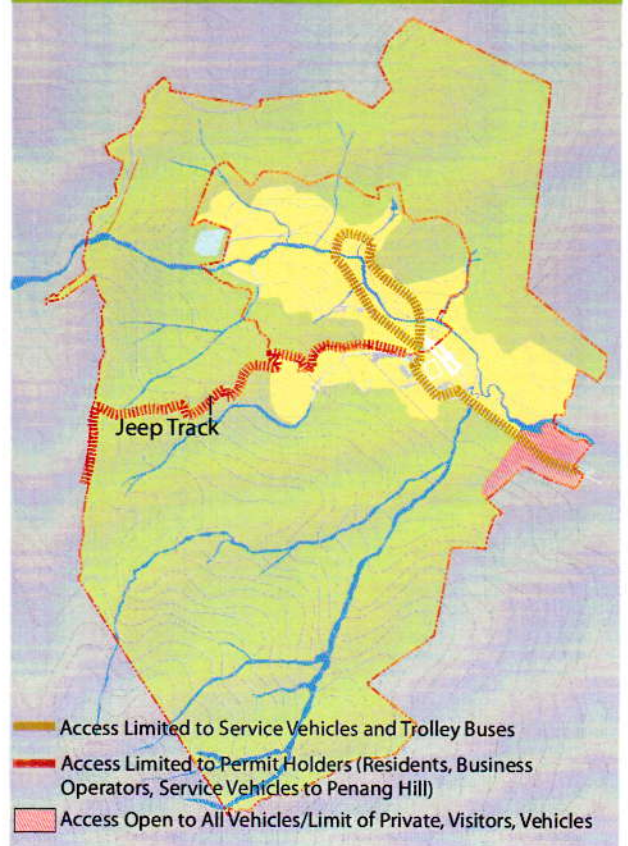 Jeep Track
Access Limited to Service Vehicles and Trolley Buses
Access Limited to Permit Holders (Residents, Business
Operators, Service Vehicles to Penang Hill)
Access Open to All Vehicles/Limit of Private, Visitors, Vehicles